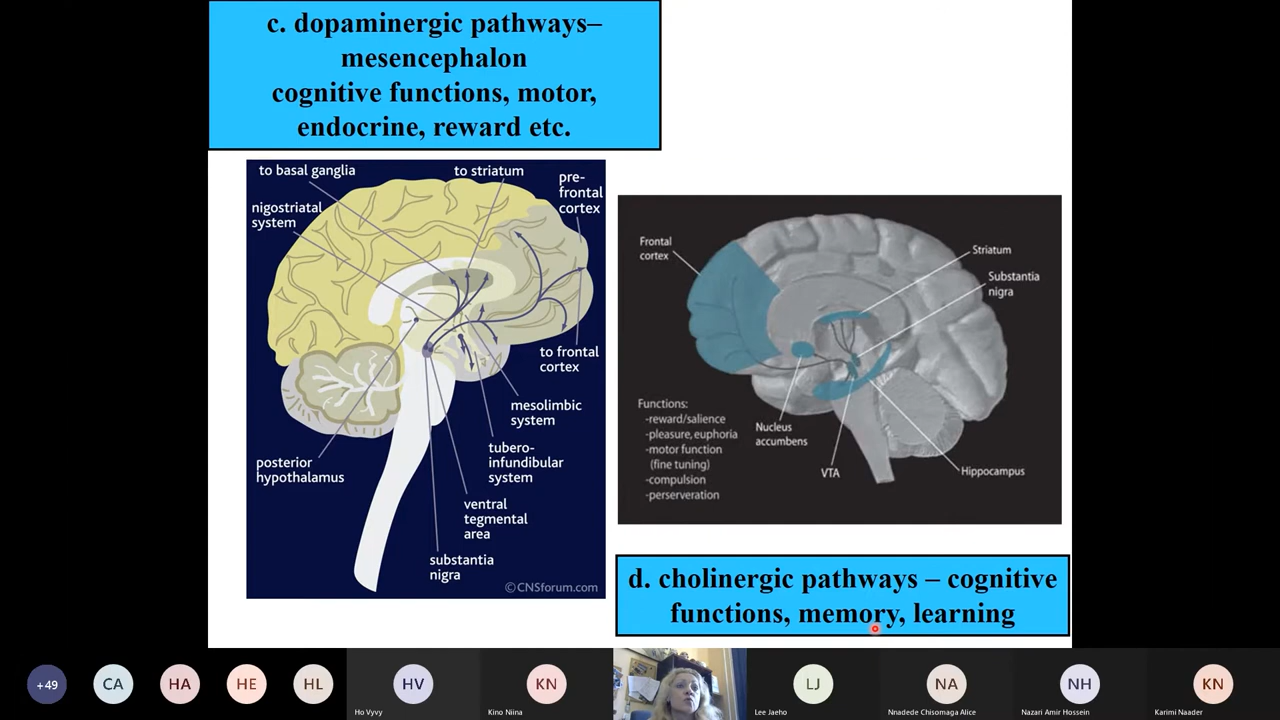 c. dopaminergic pathways–
mesencephalon
cognitive functions, motor,
endocrine, reward etc.
to basal ganglia
to striatum
pre-
frontal
cortex
nigostriatal
system
to frontal
cortex
mesolimbic
system
tubero-
infundibular
system
posterior
hypothalamus
ventral
tegmental
area
substantia
nigra
©CNSforum.com
Frontal
cortex
Striatum
Substantia
nigra
Functions:
-reward/salience
-pleasure, euphoria
-motor function
(fine tuning)
-compulsion
-perserveration
Nucleus
accumbens
VTA
Hippocampus
d. cholinergic pathways – cognitive
functions, memory, learning
+49
CA
HA
HE
HL
HV
Ho Vyvy
KN
Kino Niina
LJ
Lee Jaeho
NA
Nnadede Chisomaga Alice
NH
Nazari Amir Hossein
KN
Karimi Naader